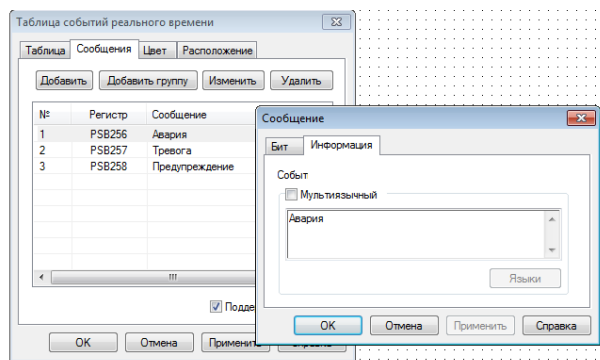 Таблица событий реального времени
Таблица Сообщения Цвет Расположение
Добавить Добавить группу Изменить Удалить
№ Регистр Сообщение
1 PSB256 Авария
2 PSB257 Тревога
3 PSB258 Предупреждение
OK Отмена
Сообщение
Бит Информация
Событ
Мультиязычный
Авария
Языки
OK Отмена Применить Справка